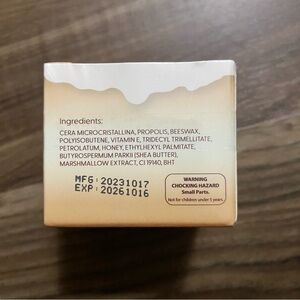 Ingredients:
CERA MICROCRISTALLINA, PROPOLIS, BEESWAX,
POLYISOBUTENE, VITAMIN E, TRIDECYL TRIMELLITATE,
PETROLATUM, HONEY, ETHYLHEXYL PALMITATE,
BUTYROSPERMUM PARKII (SHEA BUTTER),
MARSHMALLOW EXTRACT, CI 19140, BHT
MFG:20231017
EXP:20261016
WARNING
CHOCKING HAZARD
Small Parts.
Not for children under 5 years